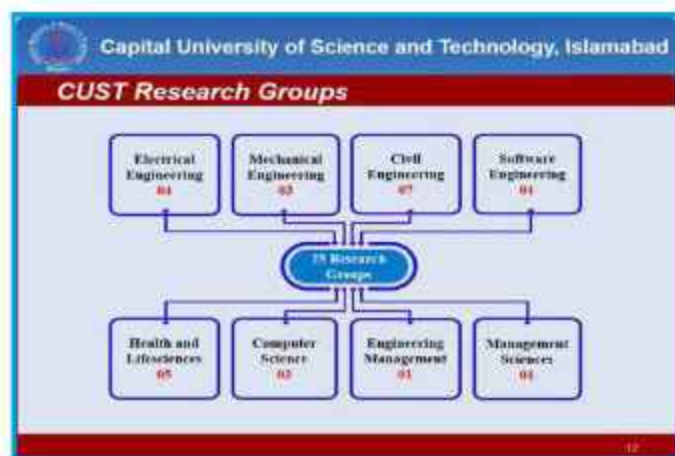 Capital University of Science and Technology, Islamabad
CUST Research Groups
Electrical
Engineering
Mechanical
Engineering
Civil
Engineering
07
Software
Engineering
Research
Groups
Health and
Lifesciences
05
Computer
Science
Engineering
Management
Management
Sciences